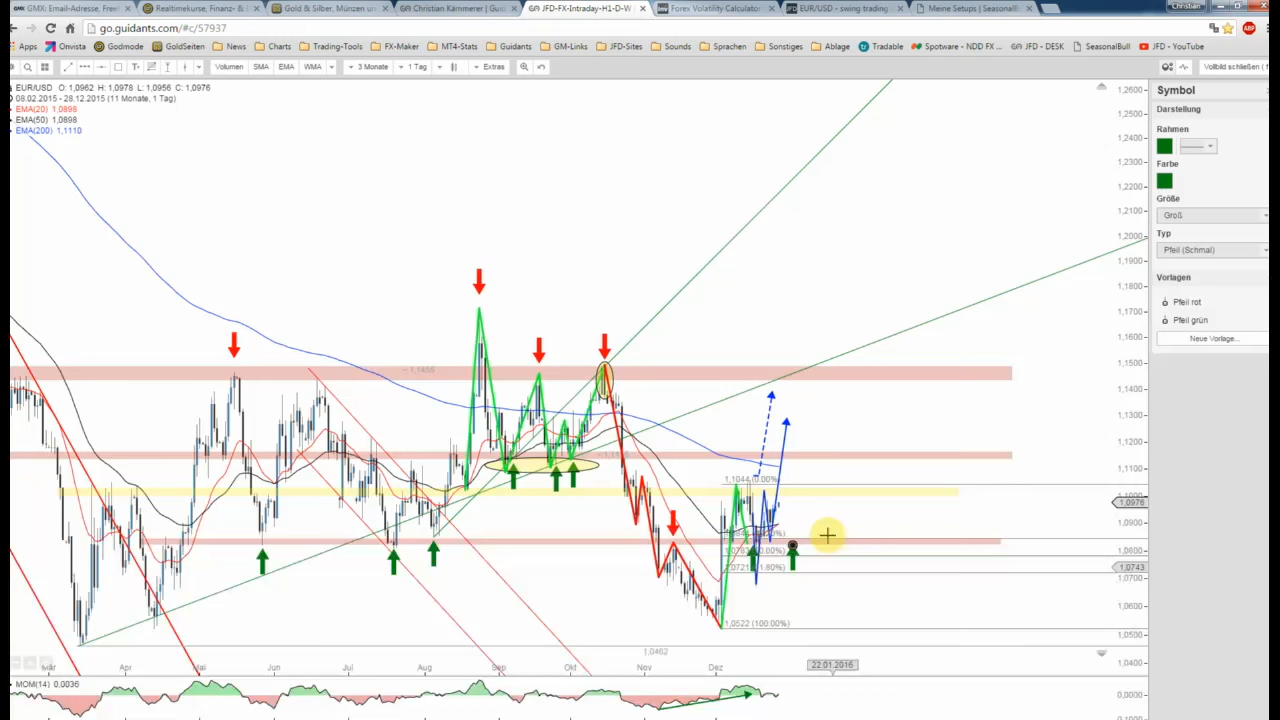 GMX: Email-Adresse, FreeM
Realtimekurse, Finanz- & B
Gold & Silber, Münzen un
Christian Kämmerer | Gui
JFD-FX-Intraday-H1-D-W
Forex Volatility Calculator
EUR/USD - swing trading
Meine Setups | Seasonal
Christian
go.guidants.com/#c/57937
Apps Onvista Godmode GoldSeiten News Charts Trading-Tools FX-Maker MT4-Stats Guidants GM-Links JFD-Sites Sounds Sprachen Sonstiges Ablage Tradable Spotware - NDD FX ... JFD - DESK SeasonalBull JFD - YouTube
Volumen SMA EMA WMA 3 Monate 1 Tag Extras Vollbild schließen
EUR/USD O: 1,0962 H: 1,0978 L: 1,0956 C: 1,0976
08.02.2015 - 28.12.2015 (11 Monate, 1 Tag)
EMA(20) 1,0898
EMA(50) 1,0898
EMA(200) 1,1110
Symbol
Darstellung
Rahmen
Farbe
Größe
Groß
Typ
Pfeil (Schmal)
Vorlagen
Pfeil rot
Pfeil grün
Neue Vorlage...
1,2600
1,2500
1,2400
1,2300
1,2200
1,2100
1,2000
1,1900
1,1800
1,1700
1,1600
1,1500
1,1400
1,1300
1,1200
1,1100
1,1000
1,0976
1,0900
1,0800
1,0743
1,0700
1,0600
1,0500
1,0400
1,1455
1,1044 (0.00%)
1,0522 (100.00%)
1,0462
Mär Apr Mai Jun Jul Aug Sep Okt Nov Dez 22.01.2016
MOM(14) 0,0036
0,0000